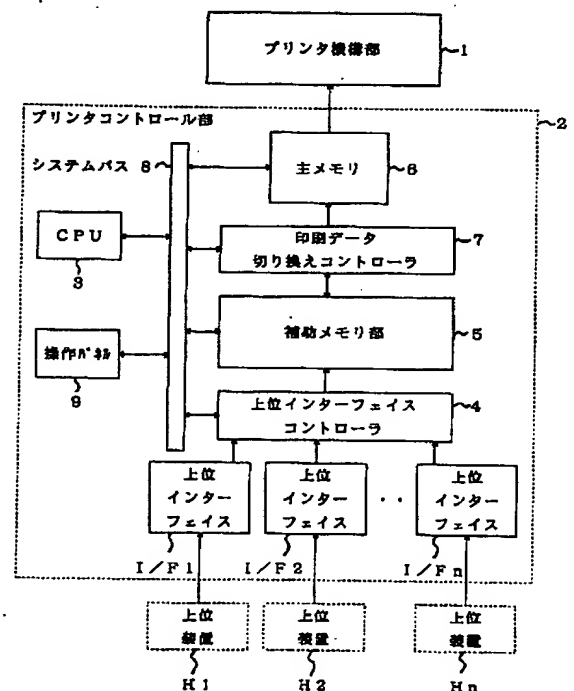 プリンタ機構部
1
プリンタコントロール部
2
システムバス 8
主メモリ
6
CPU
3
印刷データ
切り換えコントローラ
7
補助メモリ部
5
操作パネル
9
上位インターフェイス
コントローラ
4
上位
インター
フェイス
上位
インター
フェイス
・・
上位
インター
フェイス
I/F1
I/F2
I/Fn
上位
装置
上位
装置
上位
装置
H1
H2
Hn